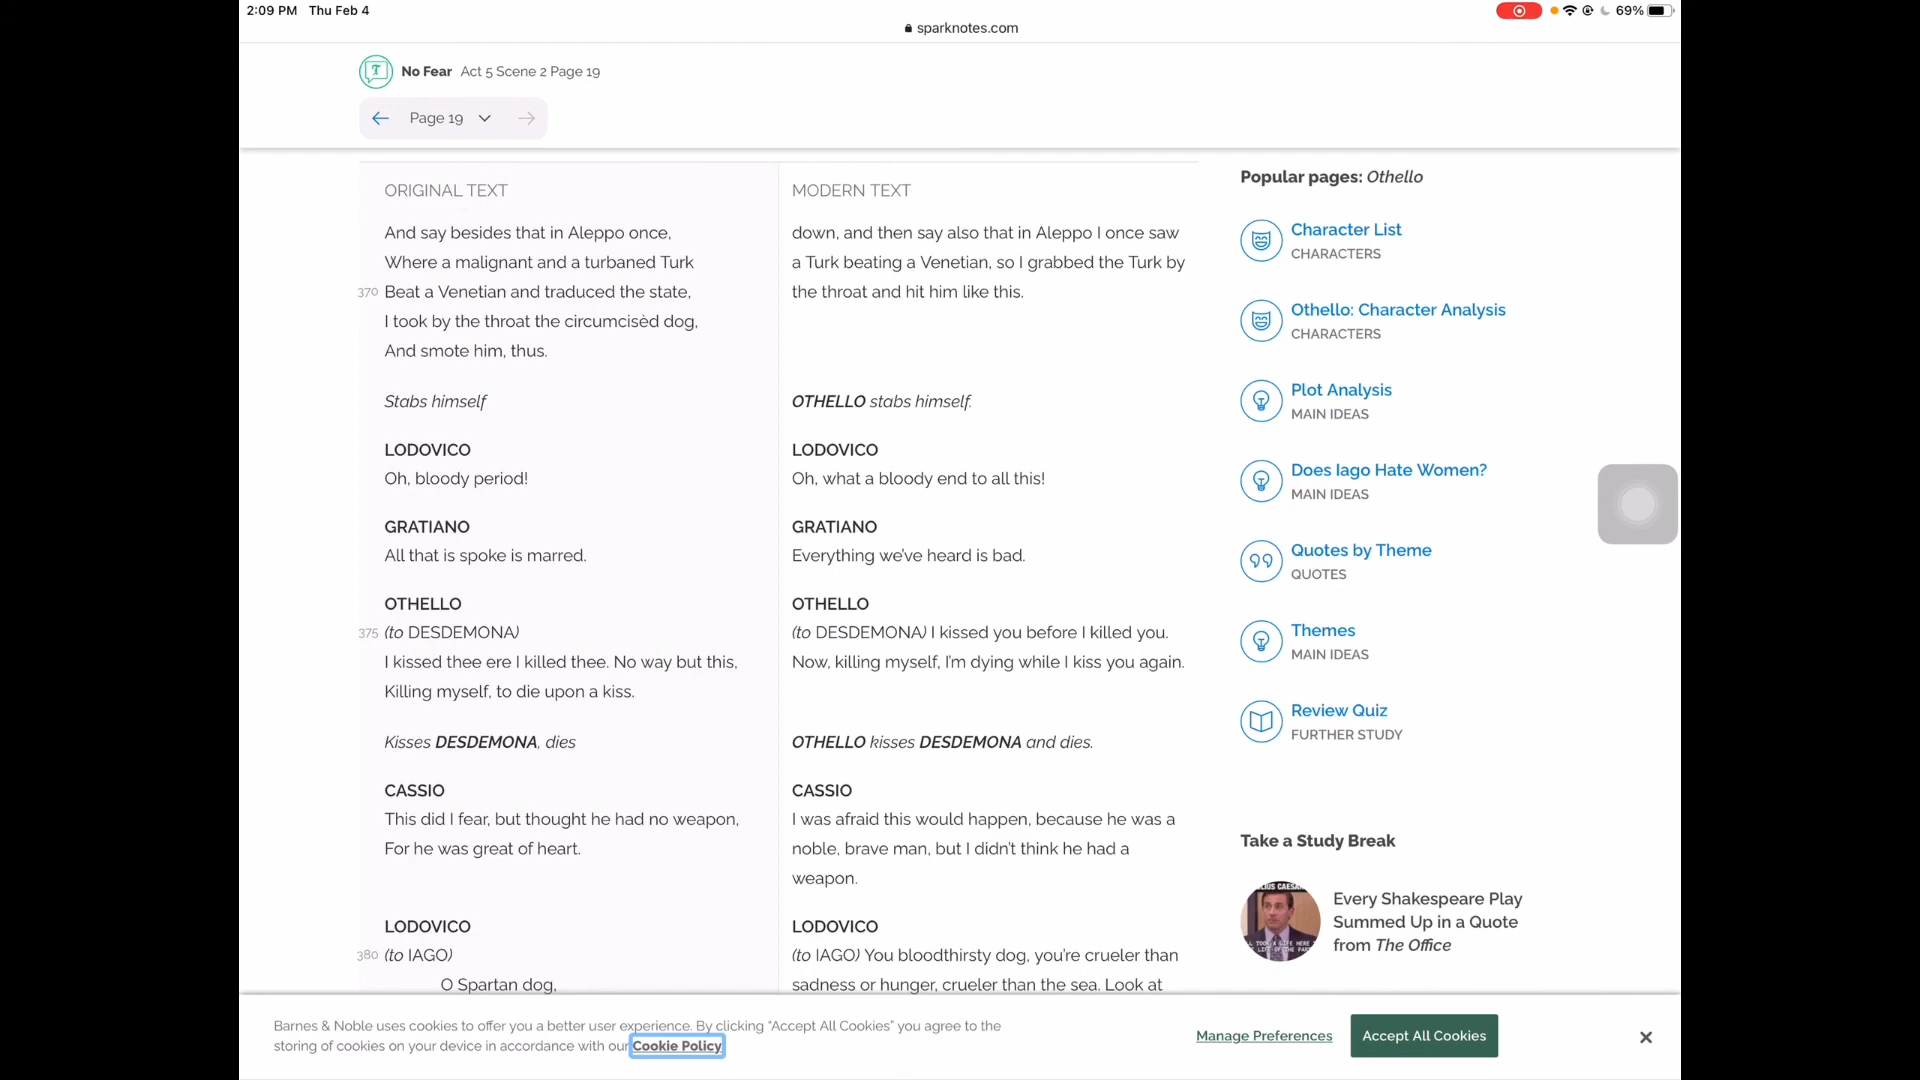 2:09 PM Thu Feb 4
69%
sparknotes.com
No Fear Act 5 Scene 2 Page 19
Page 19
ORIGINAL TEXT
And say besides that in Aleppo once,
Where a malignant and a turbaned Turk
370 Beat a Venetian and traduced the state,
I took by the throat the circumcisèd dog,
And smote him, thus.
Stabs himself
LODOVICO
Oh, bloody period!
GRATIANO
All that is spoke is marred.
OTHELLO
375 (to DESDEMONA)
I kissed thee ere I killed thee. No way but this,
Killing myself, to die upon a kiss.
Kisses DESDEMONA, dies
CASSIO
This did I fear, but thought he had no weapon,
For he was great of heart.
LODOVICO
380 (to IAGO)
O Spartan dog,
MODERN TEXT
down, and then say also that in Aleppo I once saw
a Turk beating a Venetian, so I grabbed the Turk by
the throat and hit him like this.
OTHELLO stabs himself.
LODOVICO
Oh, what a bloody end to all this!
GRATIANO
Everything we've heard is bad.
OTHELLO
(to DESDEMONA) I kissed you before I killed you.
Now, killing myself, I'm dying while I kiss you again.
OTHELLO kisses DESDEMONA and dies.
CASSIO
I was afraid this would happen, because he was a
noble, brave man, but I didn't think he had a
weapon.
LODOVICO
(to IAGO) You bloodthirsty dog, you're crueler than
sadness or hunger, crueler than the sea. Look at
Popular pages: Othello
Character List
CHARACTERS
Othello: Character Analysis
CHARACTERS
Plot Analysis
MAIN IDEAS
Does Iago Hate Women?
MAIN IDEAS
Quotes by Theme
QUOTES
Themes
MAIN IDEAS
Review Quiz
FURTHER STUDY
Take a Study Break
Every Shakespeare Play
Summed Up in a Quote
from The Office
Barnes & Noble uses cookies to offer you a better user experience. By clicking "Accept All Cookies" you agree to the
storing of cookies on your device in accordance with our Cookie Policy
Manage Preferences
Accept All Cookies